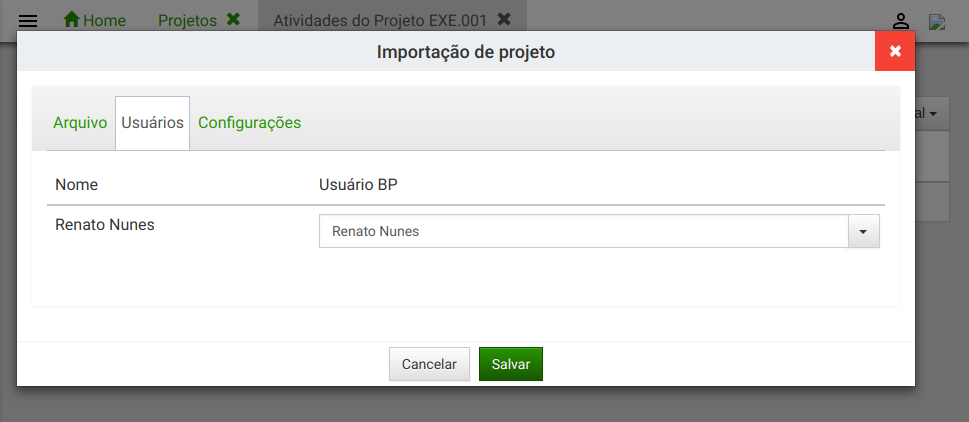 Home Projetos Atividades do Projeto EXE.001
Importação de projeto
Arquivo Usuários Configurações
Nome Usuário BP
Renato Nunes Renato Nunes
Cancelar Salvar